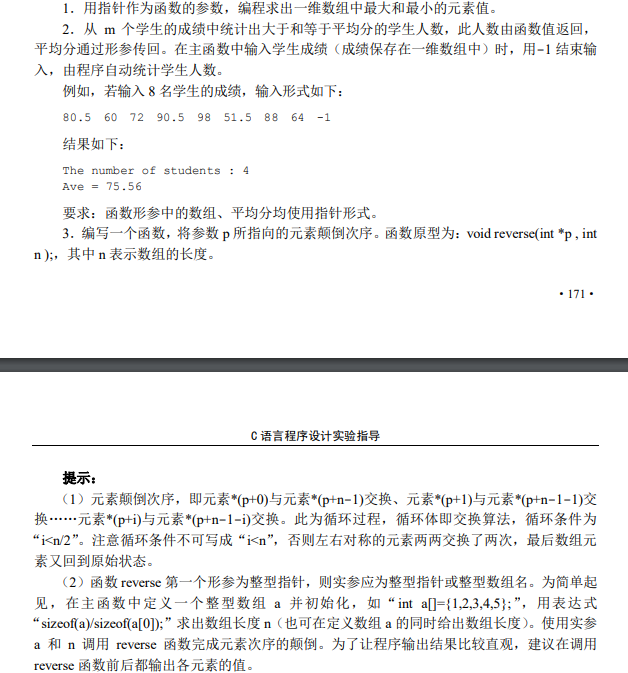 1．用指针作为函数的参数，编程求出一维数组中最大和最小的元素值。
2．从 m 个学生的成绩中统计出大于和等于平均分的学生人数，此人数由函数值返回，
平均分通过形参传回。在主函数中输入学生成绩（成绩保存在一维数组中）时，用-1 结束输
入，由程序自动统计学生人数。
例如，若输入 8 名学生的成绩，输入形式如下：
80.5 60 72 90.5 98 51.5 88 64 -1
结果如下：
The number of students : 4
Ave = 75.56
要求：函数形参中的数组、平均分均使用指针形式。
3．编写一个函数，将参数 p 所指向的元素颠倒次序。函数原型为：void reverse(int *p , int
n );，其中 n 表示数组的长度。
·171·
C 语言程序设计实验指导
提示：
（1）元素颠倒次序，即元素*(p+0)与元素*(p+n-1)交换、元素*(p+1)与元素*(p+n-1-1)交
换……元素*(p+i)与元素*(p+n-1-i)交换。此为循环过程，循环体即交换算法，循环条件为
“i<n/2”。注意循环条件不可写成“i<n”，否则左右对称的元素两两交换了两次，最后数组元
素又回到原始状态。
（2）函数 reverse 第一个形参为整型指针，则实参应为整型指针或整型数组名。为简单起
见，在主函数中定义一个整型数组 a 并初始化，如“int a[]={1,2,3,4,5};”，用表达式
“sizeof(a)/sizeof(a[0]);”求出数组长度 n（也可在定义数组 a 的同时给出数组长度）。使用实参
a 和 n 调用 reverse 函数完成元素次序的颠倒。为了让程序输出结果比较直观，建议在调用
reverse 函数前后都输出各元素的值。